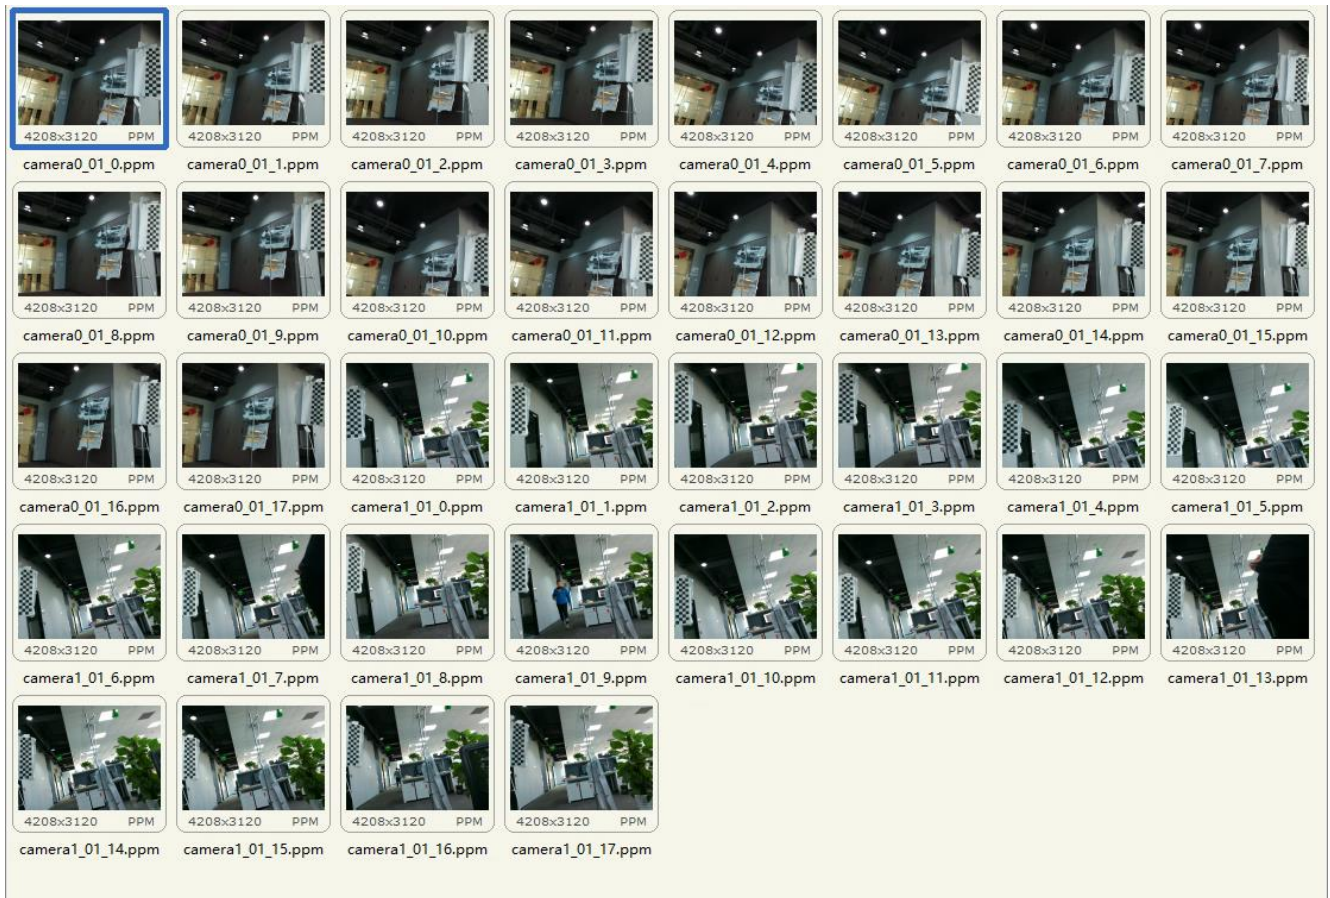 4208x3120 PPM 4208x3120 PPM 4208x3120 PPM 4208x3120 PPM 4208x3120 PPM 4208x3120 PPM 4208x3120 PPM 4208x3120 PPM
camera0_01_0.ppm camera0_01_1.ppm camera0_01_2.ppm camera0_01_3.ppm camera0_01_4.ppm camera0_01_5.ppm camera0_01_6.ppm camera0_01_7.ppm
4208x3120 PPM 4208x3120 PPM 4208x3120 PPM 4208x3120 PPM 4208x3120 PPM 4208x3120 PPM 4208x3120 PPM 4208x3120 PPM
camera0_01_8.ppm camera0_01_9.ppm camera0_01_10.ppm camera0_01_11.ppm camera0_01_12.ppm camera0_01_13.ppm camera0_01_14.ppm camera0_01_15.ppm
4208x3120 PPM 4208x3120 PPM 4208x3120 PPM 4208x3120 PPM 4208x3120 PPM 4208x3120 PPM 4208x3120 PPM 4208x3120 PPM
camera0_01_16.ppm camera0_01_17.ppm camera1_01_0.ppm camera1_01_1.ppm camera1_01_2.ppm camera1_01_3.ppm camera1_01_4.ppm camera1_01_5.ppm
4208x3120 PPM 4208x3120 PPM 4208x3120 PPM 4208x3120 PPM 4208x3120 PPM 4208x3120 PPM 4208x3120 PPM 4208x3120 PPM
camera1_01_6.ppm camera1_01_7.ppm camera1_01_8.ppm camera1_01_9.ppm camera1_01_10.ppm camera1_01_11.ppm camera1_01_12.ppm camera1_01_13.ppm
4208x3120 PPM 4208x3120 PPM 4208x3120 PPM 4208x3120 PPM
camera1_01_14.ppm camera1_01_15.ppm camera1_01_16.ppm camera1_01_17.ppm